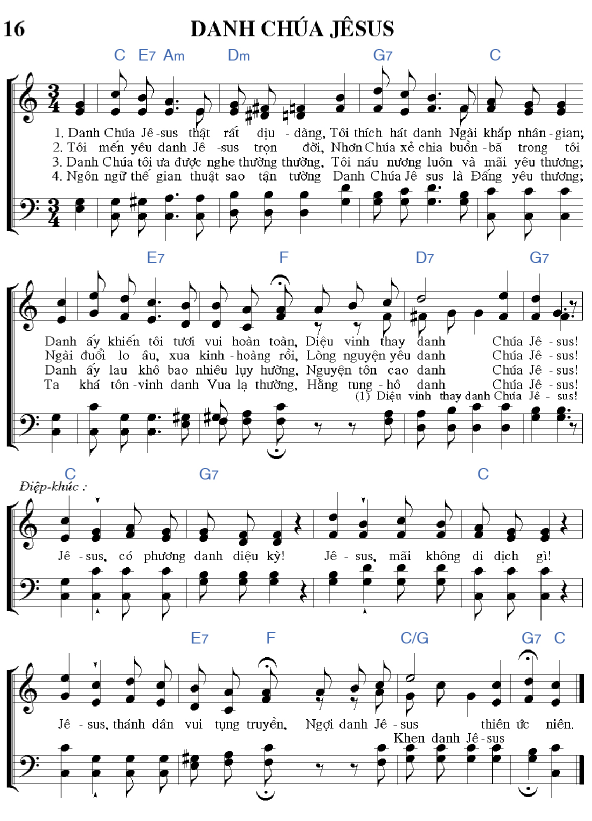 16 DANH CHÚA JÊSUS
C E7 Am Dm G7 C
1. Danh Chúa Jê-sus thật rất dịu-dàng, Tôi thích hát danh Ngài khắp nhân-gian;
2. Tôi mến yêu danh Jê-sus trọn đời, Nhơn Chúa xẻ chia buồn-bã trong tôi
3. Danh Chúa tôi ưa được nghe thường thường, Tôi náu nương luôn và mãi yêu thương;
4. Ngôn ngữ thế gian thuật sao tận tường Danh Chúa Jê-sus là Đấng yêu thương;
E7 F D7 G7
Danh ấy khiến tôi tươi vui hoàn toàn, Diệu vinh thay danh Chúa Jê-sus!
Ngài đuổi lo âu, xua kinh-hoàng rồi, Lòng nguyện yêu danh Chúa Jê-sus!
Danh ấy lau khô bao nhiêu lụy hường, Nguyện tôn cao danh Chúa Jê-sus!
Ta khá tôn-vinh danh Vua lạ thường, Hằng tung-hô danh Chúa Jê-sus!
(1) Diệu vinh thay danh Chúa Jê-sus!
C G7 C
Điệp-khúc :
Jê-sus, có phương danh diệu kỳ! Jê-sus, mãi không di dịch gì!
E7 F C/G G7 C
Jê-sus, thánh dân vui tụng truyền, Ngợi danh Jê-sus thiên ức niên.
Khen danh Jê-sus